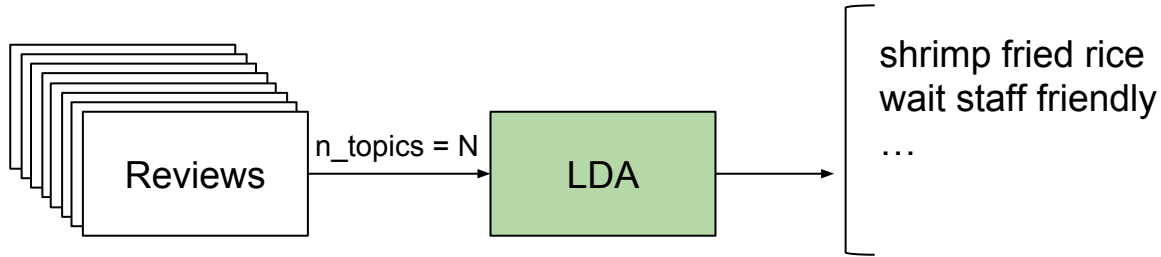 Reviews
n_topics = N
LDA
shrimp fried rice
wait staff friendly
…